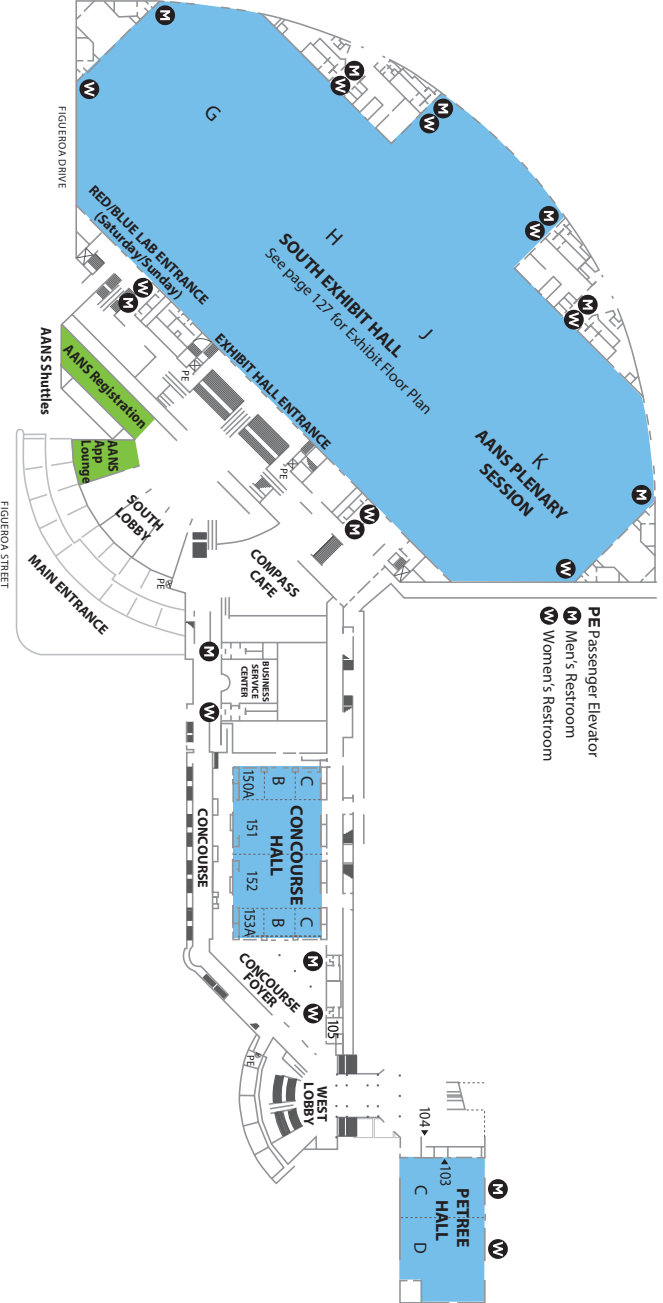 G
FIGUEROA DRIVE
RED/BLUE LAB ENTRANCE
(Saturday/Sunday)
H
SOUTH EXHIBIT HALL
See page 127 for Exhibit Floor Plan
J
K
AANS PLENARY
SESSION
EXHIBIT HALL ENTRANCE
M
W
M
W
M
W
M
W
M
W
M
W
W
M
W
M
PE
PE
AANS Shuttles
AANS Registration
AANS
App
Lounge
SOUTH
LOBBY
PE
MAIN ENTRANCE
FIGUEROA STREET
COMPASS
CAFE
PE Passenger Elevator
M Men's Restroom
W Women's Restroom
M
W
BUSINESS
SERVICE
CENTER
CONCOURSE
CONCOURSE
HALL
150A
B
C
151
152
153A
B
C
M
W
CONCOURSE
FOYER
105
PE
WEST
LOBBY
104
103
PETREE
HALL
C
D
M
W